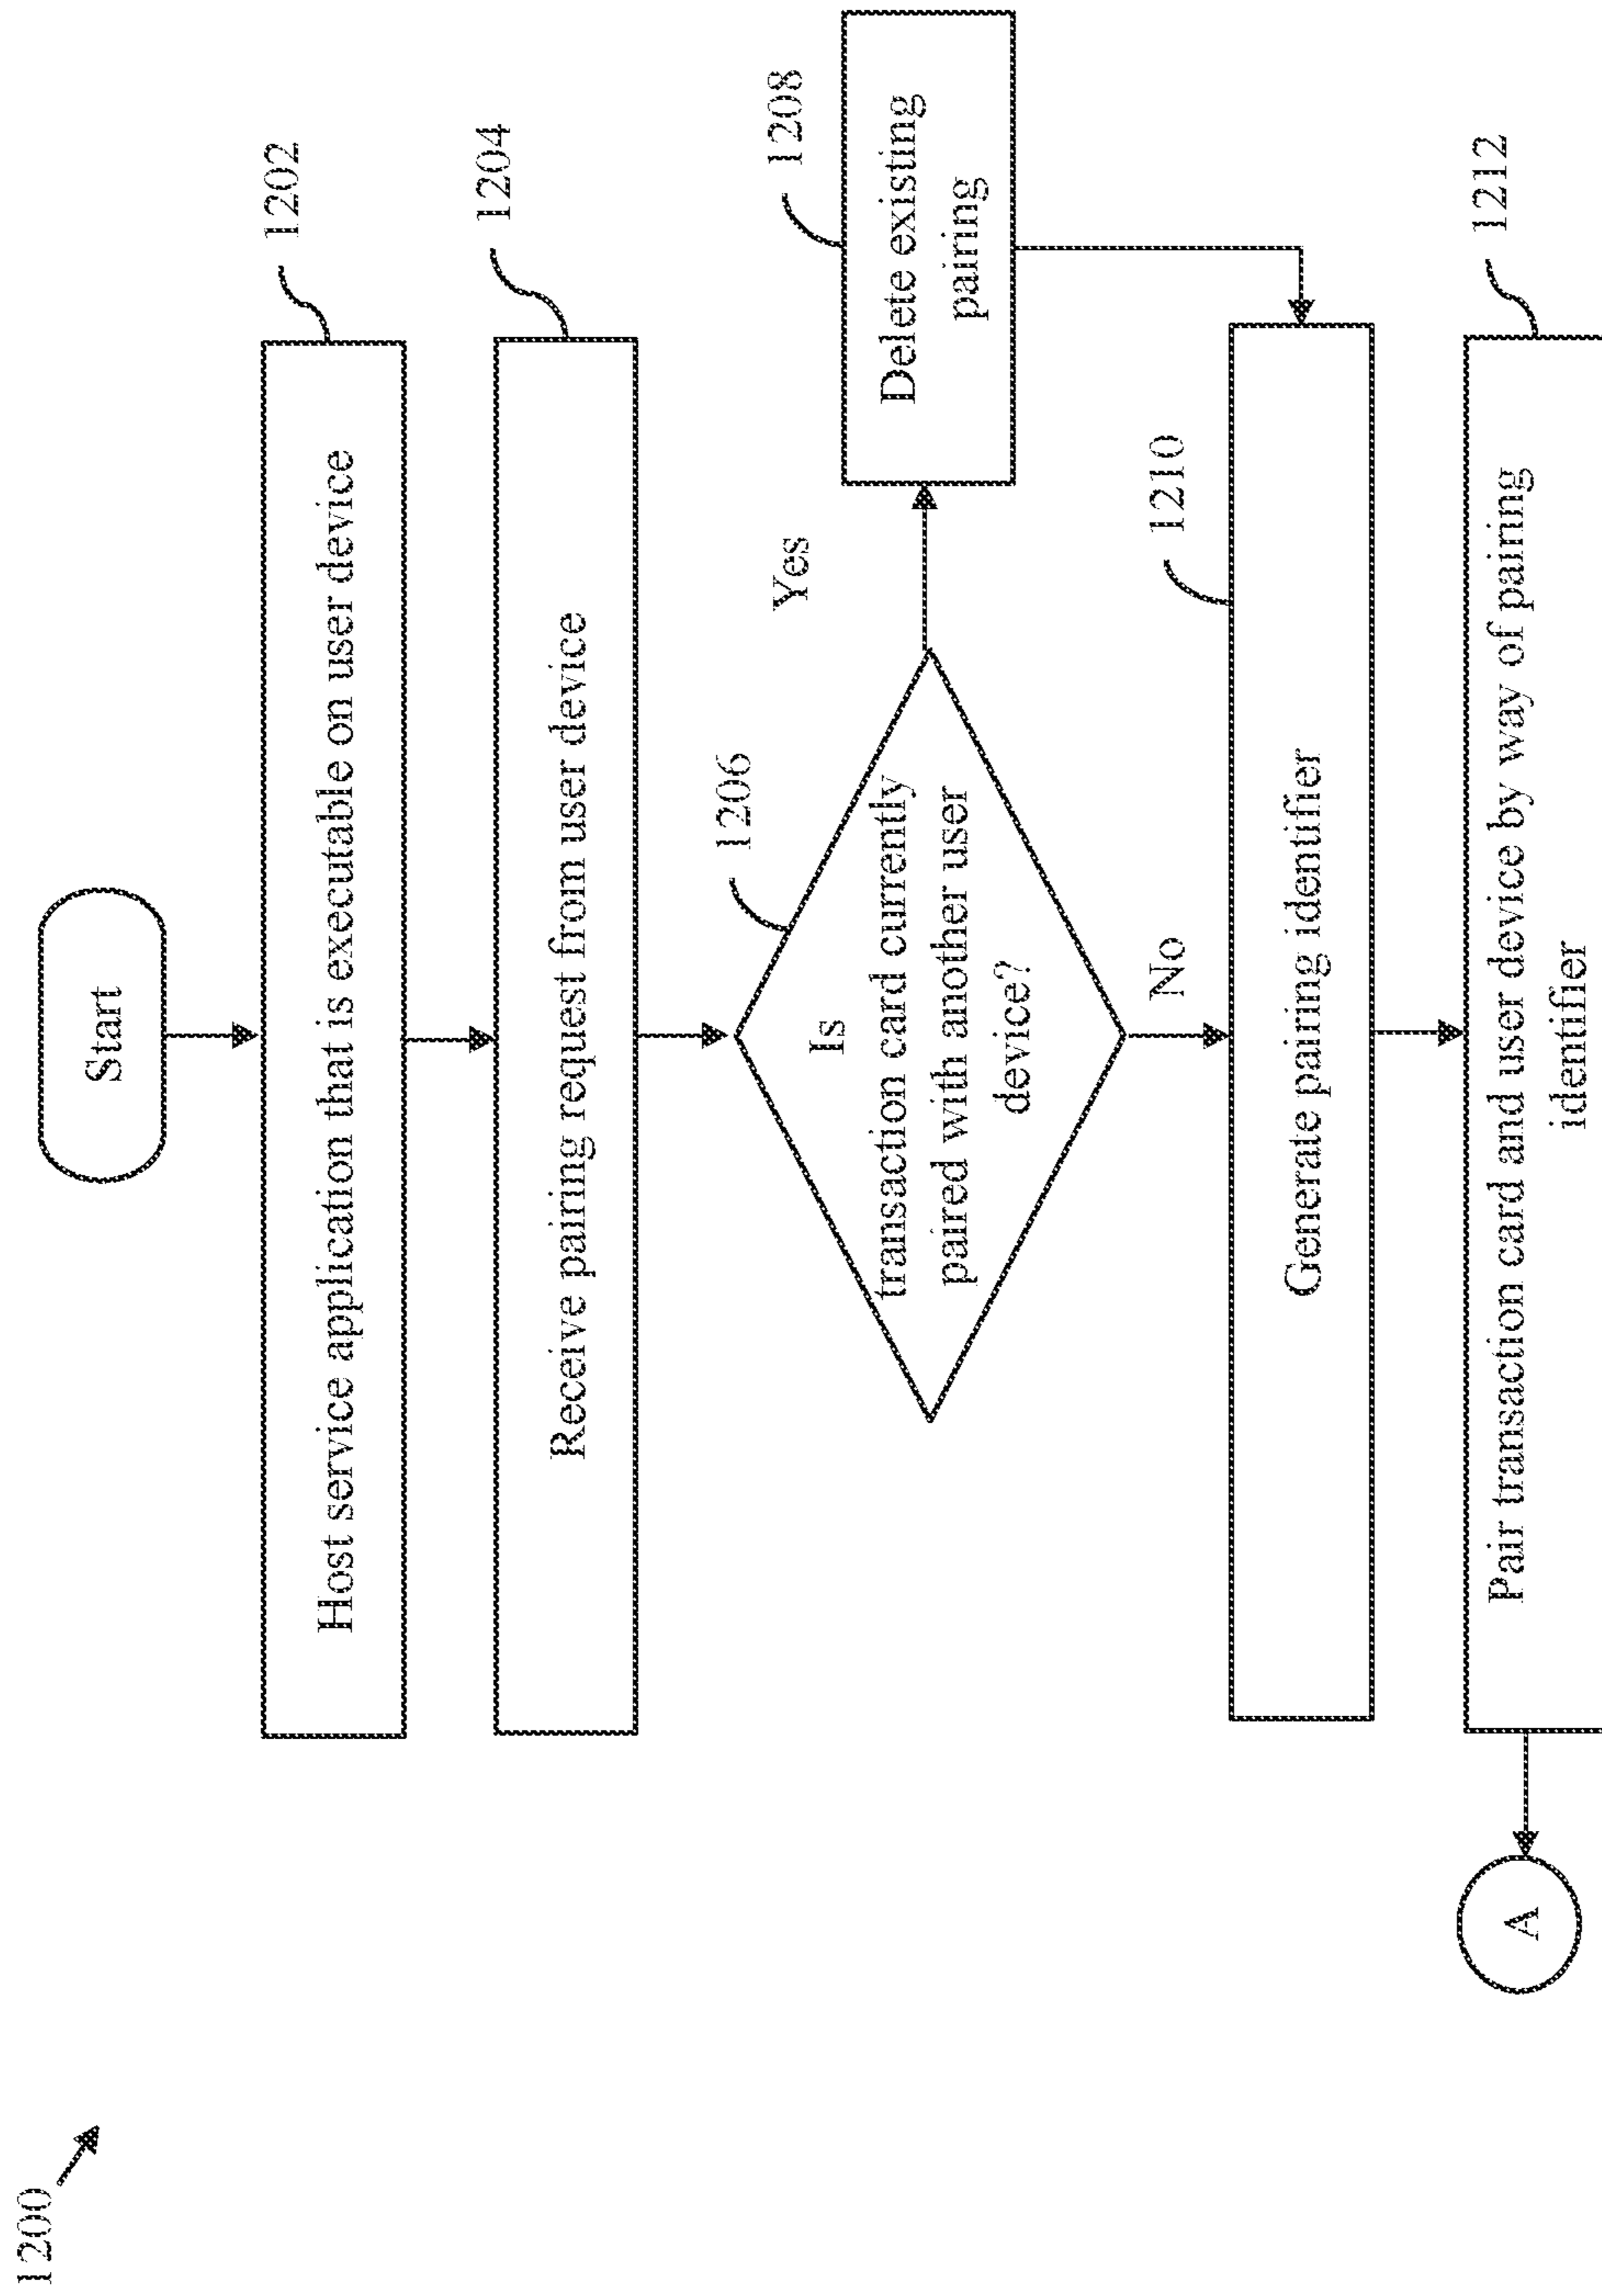 1200
Start
1202
Host service application that is executable on user device
1204
Receive pairing request from user device
1206
Is
transaction card currently
paired with another user
device?
Yes
1208
Delete existing
pairing
No
1210
Generate pairing identifier
1212
Pair transaction card and user device by way of pairing
identifier
A